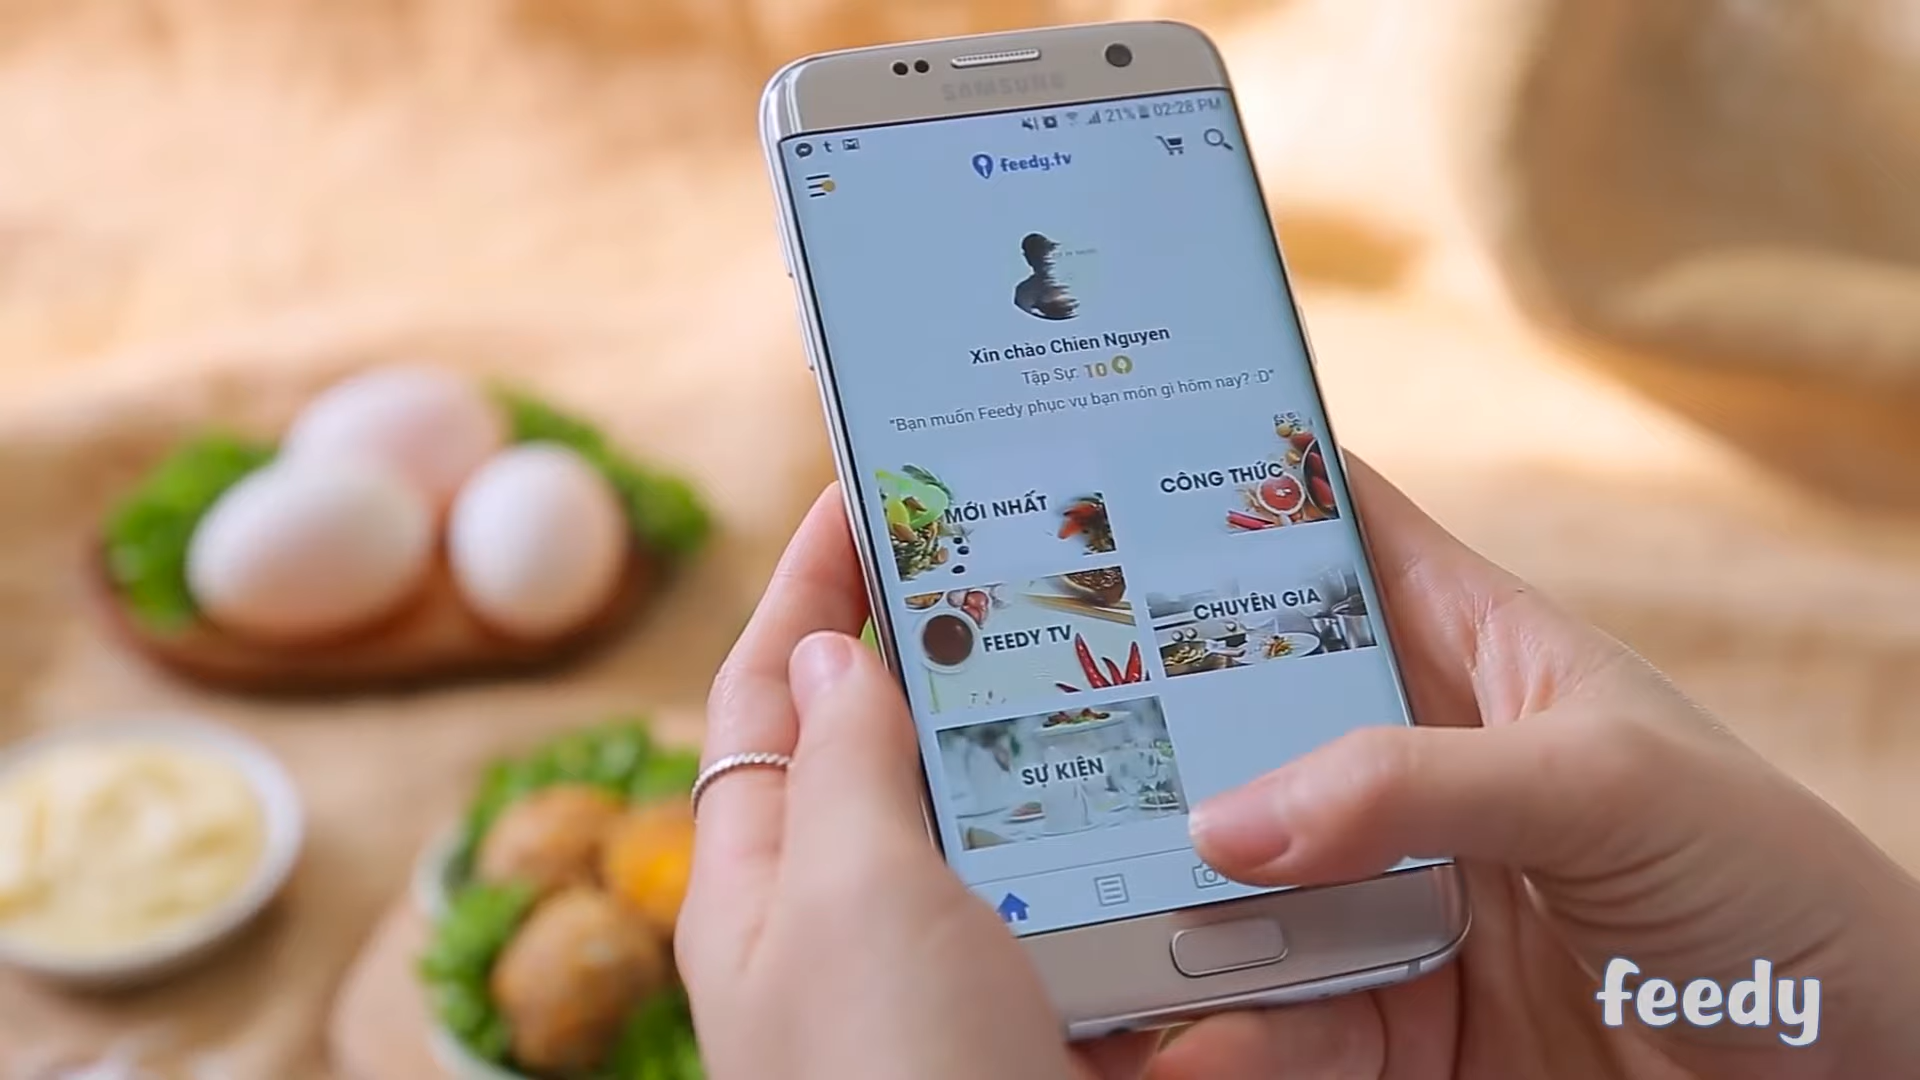 SAMSUNG
21% 02:28 PM
feedy.tv
Xin chào Chien Nguyen
Tập Sự: 10
"Bạn muốn Feedy phục vụ bạn món gì hôm nay? :D"
MỚI NHẤT
CÔNG THỨC
FEEDY TV
CHUYÊN GIA
SỰ KIỆN
feedy